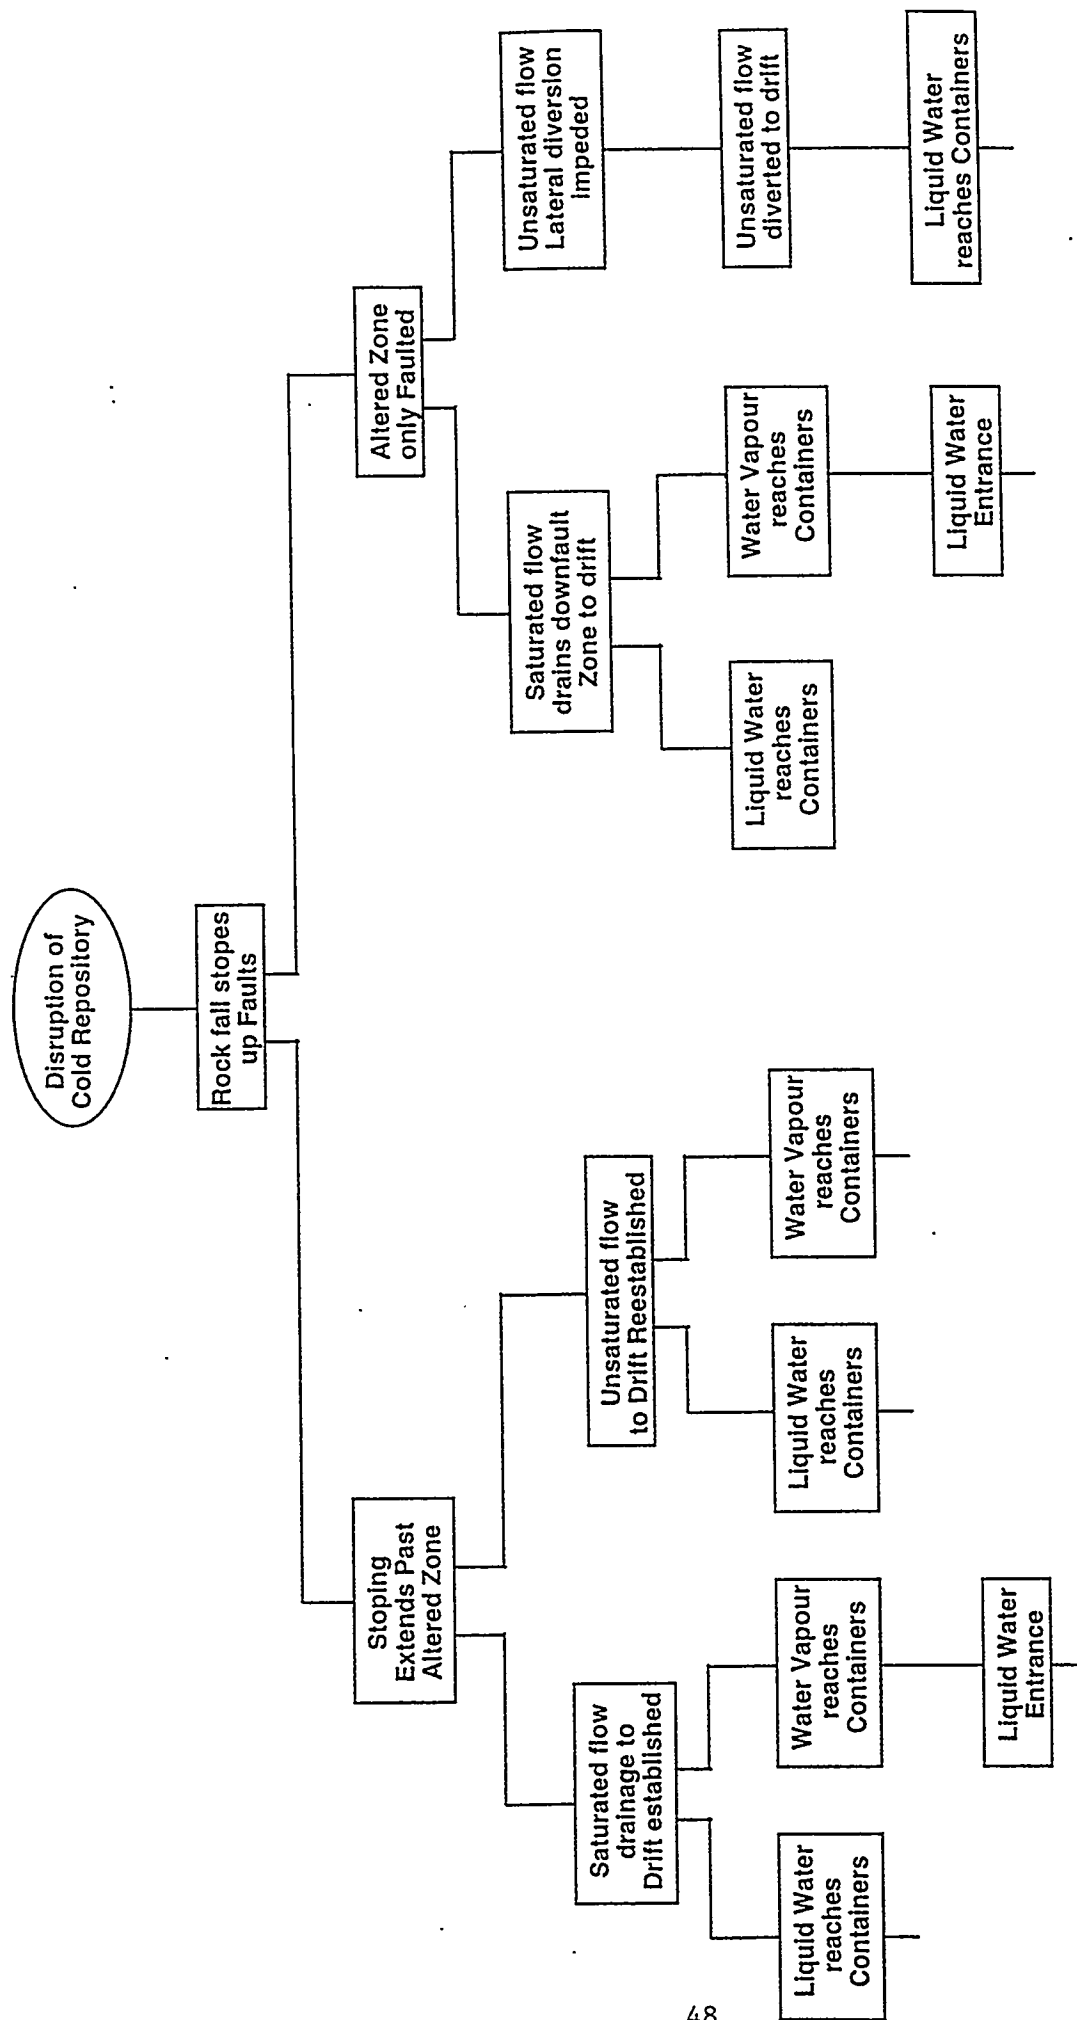 Disruption of
Cold Repository
Rock fall stopes
up Faults
Stoping
Extends Past
Altered Zone
Saturated flow
drainage to
Drift established
Liquid Water
reaches
Containers
Water Vapour
reaches
Containers
Liquid Water
Entrance
Unsaturated flow
to Drift Reestablished
Liquid Water
reaches
Containers
Water Vapour
reaches
Containers
Altered Zone
only Faulted
Saturated flow
drains downfault
Zone to drift
Liquid Water
reaches
Containers
Water Vapour
reaches
Containers
Liquid Water
Entrance
Unsaturated flow
Lateral diversion
impeded
Unsaturated flow
diverted to drift
Liquid Water
reaches Containers
48